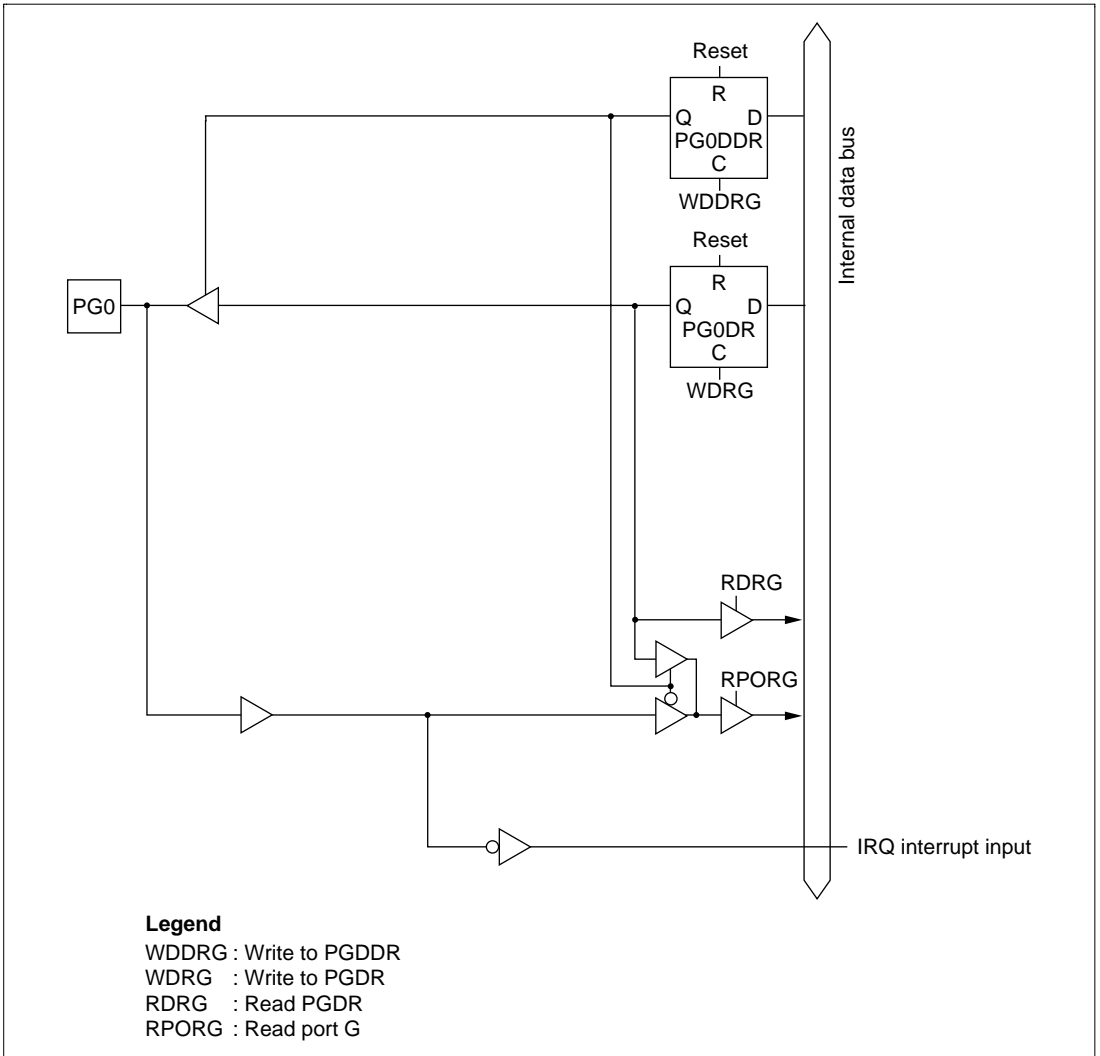 Reset
R
Q D
PG0DDR
C
WDDRG
Reset
R
Q D
PG0DR
C
WDRG
PG0
Internal data bus
RDRG
RPORG
IRQ interrupt input
Legend
WDDRG : Write to PGDDR
WDRG : Write to PGDR
RDRG : Read PGDR
RPORG : Read port G